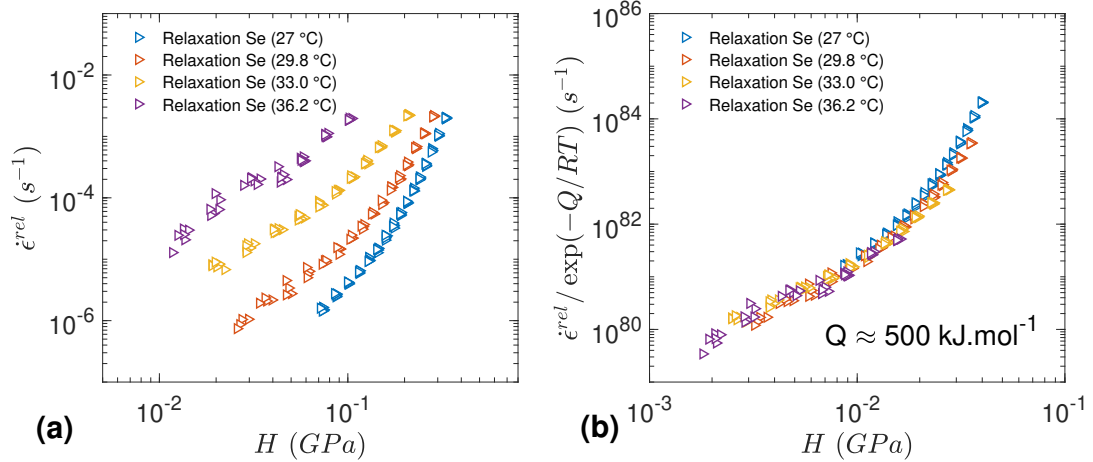 10^-2
10^-4
10^-6
10^-2
10^-1
Relaxation Se (27 °C)
Relaxation Se (29.8 °C)
Relaxation Se (33.0 °C)
Relaxation Se (36.2 °C)
ε̇^rel (s^-1)
H (GPa)
(a)
10^86
10^84
10^82
10^80
10^-3
10^-2
10^-1
Relaxation Se (27 °C)
Relaxation Se (29.8 °C)
Relaxation Se (33.0 °C)
Relaxation Se (36.2 °C)
ε̇^rel / exp(−Q/RT) (s^-1)
Q ≈ 500 kJ.mol^-1
H (GPa)
(b)